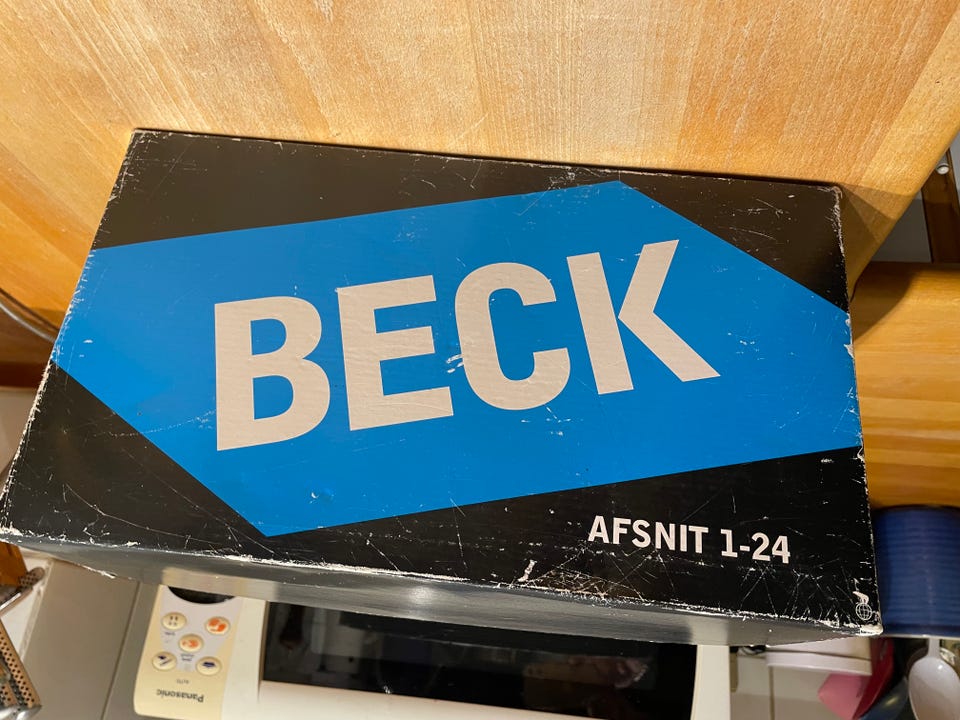 BECK
AFSNIT 1-24
Panasonic